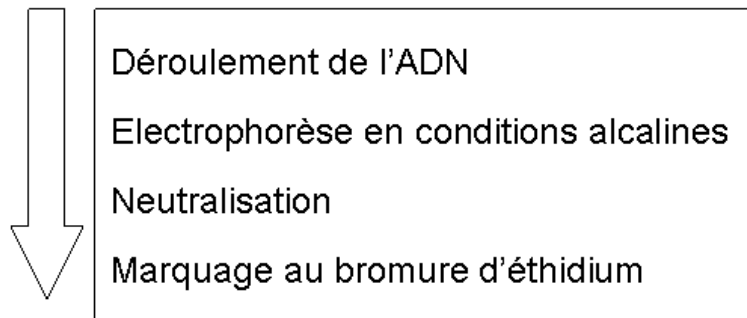 Déroulement de l’ADN
Electrophorèse en conditions alcalines
Neutralisation
Marquage au bromure d’éthidium